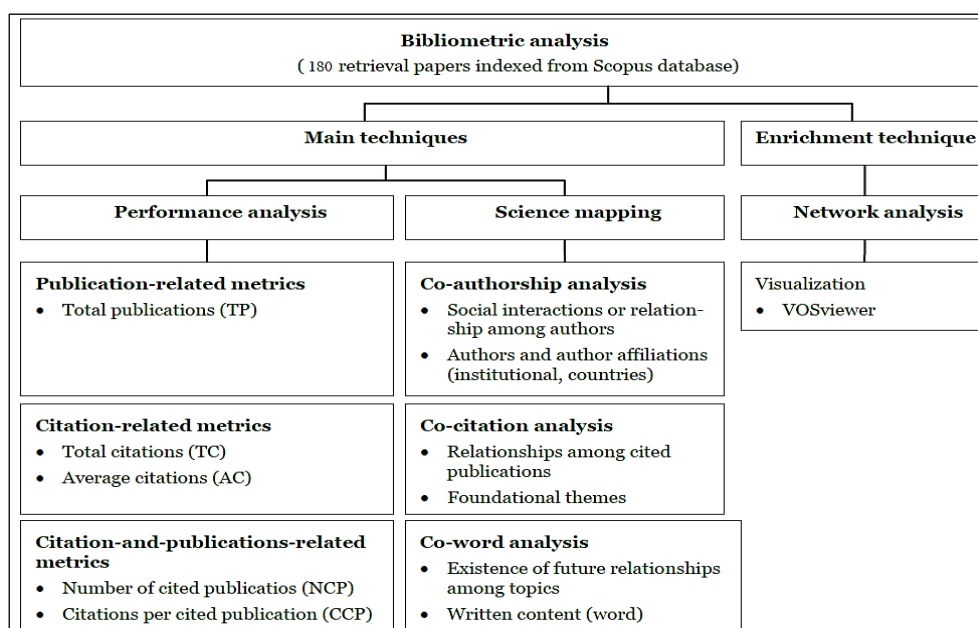 Bibliometric analysis
( 180 retrieval papers indexed from Scopus database)
Main techniques
Enrichment technique
Performance analysis
Science mapping
Network analysis
Publication-related metrics
• Total publications (TP)
Co-authorship analysis
• Social interactions or relation-
ship among authors
• Authors and author affiliations
(institutional, countries)
Visualization
• VOSviewer
Citation-related metrics
• Total citations (TC)
• Average citations (AC)
Co-citation analysis
• Relationships among cited
publications
• Foundational themes
Citation-and-publications-related
metrics
• Number of cited publicatios (NCP)
• Citations per cited publication (CCP)
Co-word analysis
• Existence of future relationships
among topics
• Written content (word)